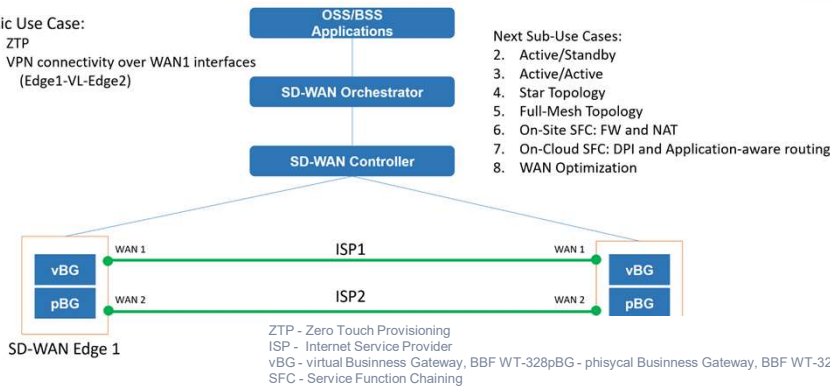 ic Use Case:
ZTP
VPN connectivity over WAN1 interfaces
(Edge1-VL-Edge2)
OSS/BSS
Applications
SD-WAN Orchestrator
SD-WAN Controller
Next Sub-Use Cases:
2. Active/Standby
3. Active/Active
4. Star Topology
5. Full-Mesh Topology
6. On-Site SFC: FW and NAT
7. On-Cloud SFC: DPI and Application-aware routing
8. WAN Optimization
WAN 1
ISP1
WAN 1
vBG
vBG
pBG
WAN 2
ISP2
WAN 2
pBG
SD-WAN Edge 1
ZTP - Zero Touch Provisioning
ISP - Internet Service Provider
vBG - virtual Businness Gateway, BBF WT-328pBG - phisycal Businness Gateway, BBF WT-32
SFC - Service Function Chaining